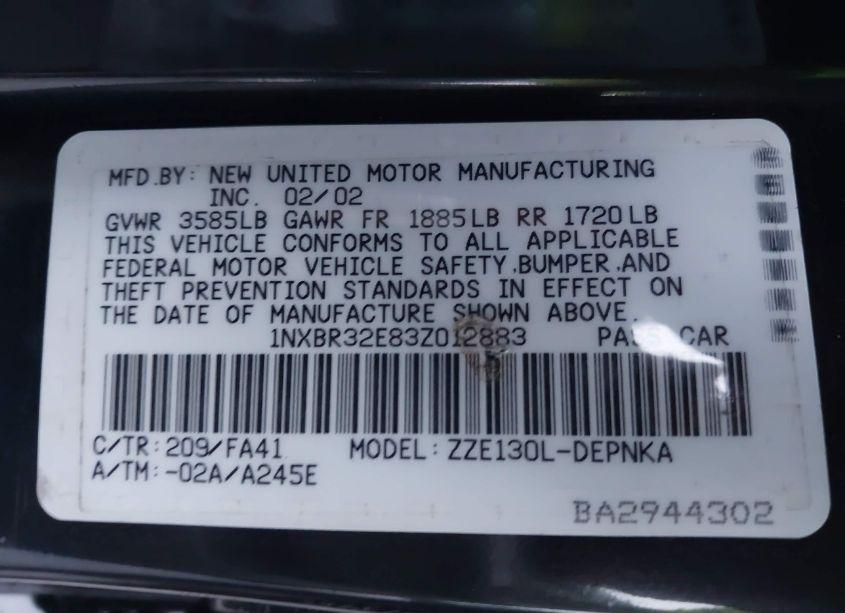 MFD.BY: NEW UNITED MOTOR MANUFACTURING
INC. 02/02
GVWR 3585LB GAWR FR 1885LB RR 1720LB
THIS VEHICLE CONFORMS TO ALL APPLICABLE
FEDERAL MOTOR VEHICLE SAFETY,BUMPER,AND
THEFT PREVENTION STANDARDS IN EFFECT ON
THE DATE OF MANUFACTURE SHOWN ABOVE.
1NXBR32E83Z012883 PASS CAR
C/TR:209/FA41 MODEL:ZZE130L-DEPNKA
A/TM:-02A/A245E
BA2944302